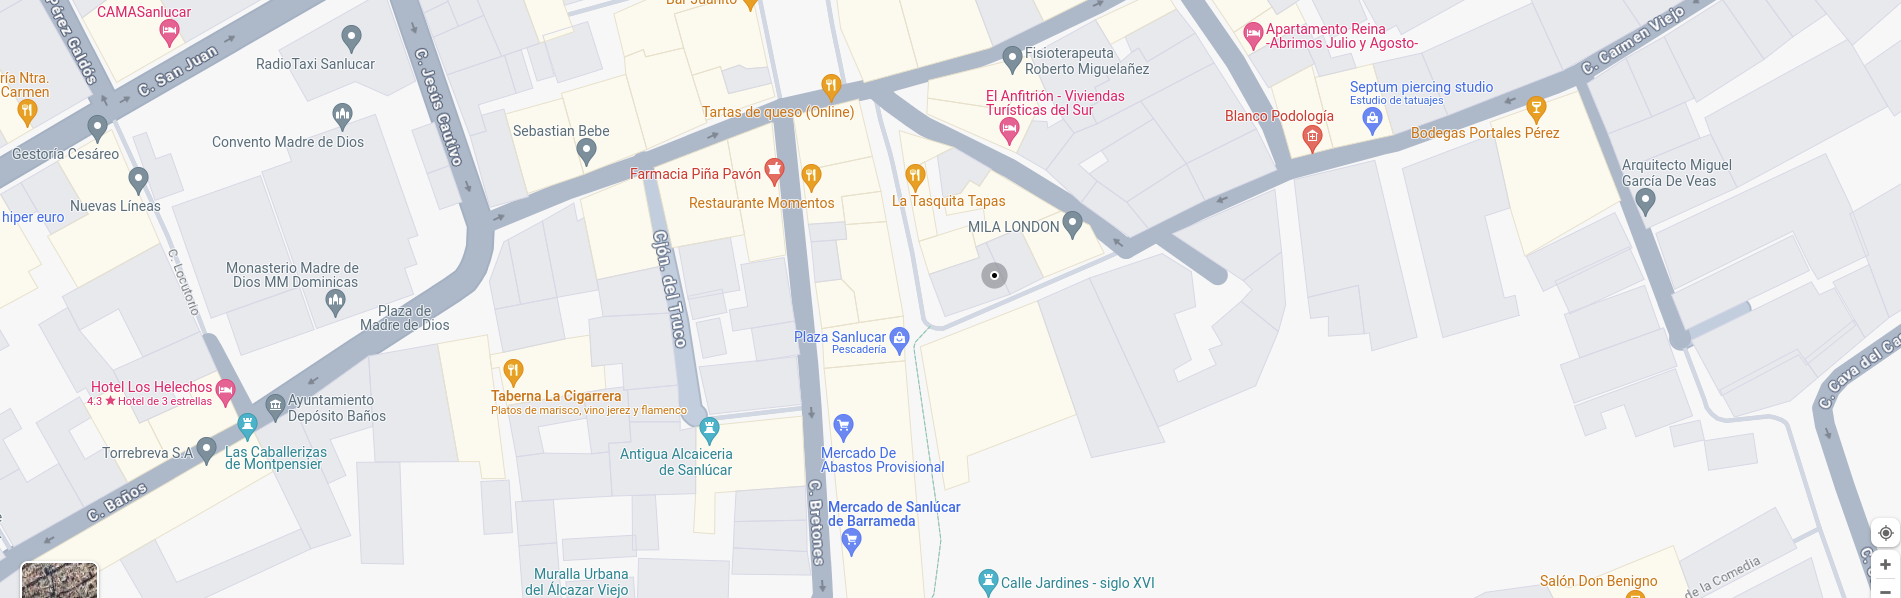 CAMASanlucar
Bar Juanito
Pérez Galdós
C. San Juan
RadioTaxi Sanlucar
C. Jesús Cautivo
Fisioterapeuta
Roberto Miguelañez
Apartamento Reina
-Abrimos Julio y Agosto-
C. Carmen Viejo
ría Ntra.
Carmen
Tartas de queso (Online)
El Anfitrión - Viviendas
Turísticas del Sur
Septum piercing studio
Estudio de tatuajes
Blanco Podología
Bodegas Portales Pérez
Gestoría Cesáreo
Convento Madre de Dios
Sebastian Bebe
Farmacia Piña Pavón
Arquitecto Miguel
García De Veas
Nuevas Líneas
hiper euro
Restaurante Momentos
La Tasquita Tapas
MILA LONDON
C. Locutorio
Cjón. del Truco
Monasterio Madre de
Dios MM Dominicas
Plaza de
Madre de Dios
Plaza Sanlucar
Pescadería
Hotel Los Helechos
4.3 ★ Hotel de 3 estrellas
Ayuntamiento
Depósito Baños
Taberna La Cigarrera
Platos de marisco, vino jerez y flamenco
C. Cava del Cas
Torrebreva S.A
Las Caballerizas
de Montpensier
Antigua Alcaiceria
de Sanlúcar
Mercado De
Abastos Provisional
C. Baños
C. Bretones
Mercado de Sanlúcar
de Barrameda
Muralla Urbana
del Álcazar Viejo
Calle Jardines - siglo XVI
Salón Don Benigno
de la Comedia
C.